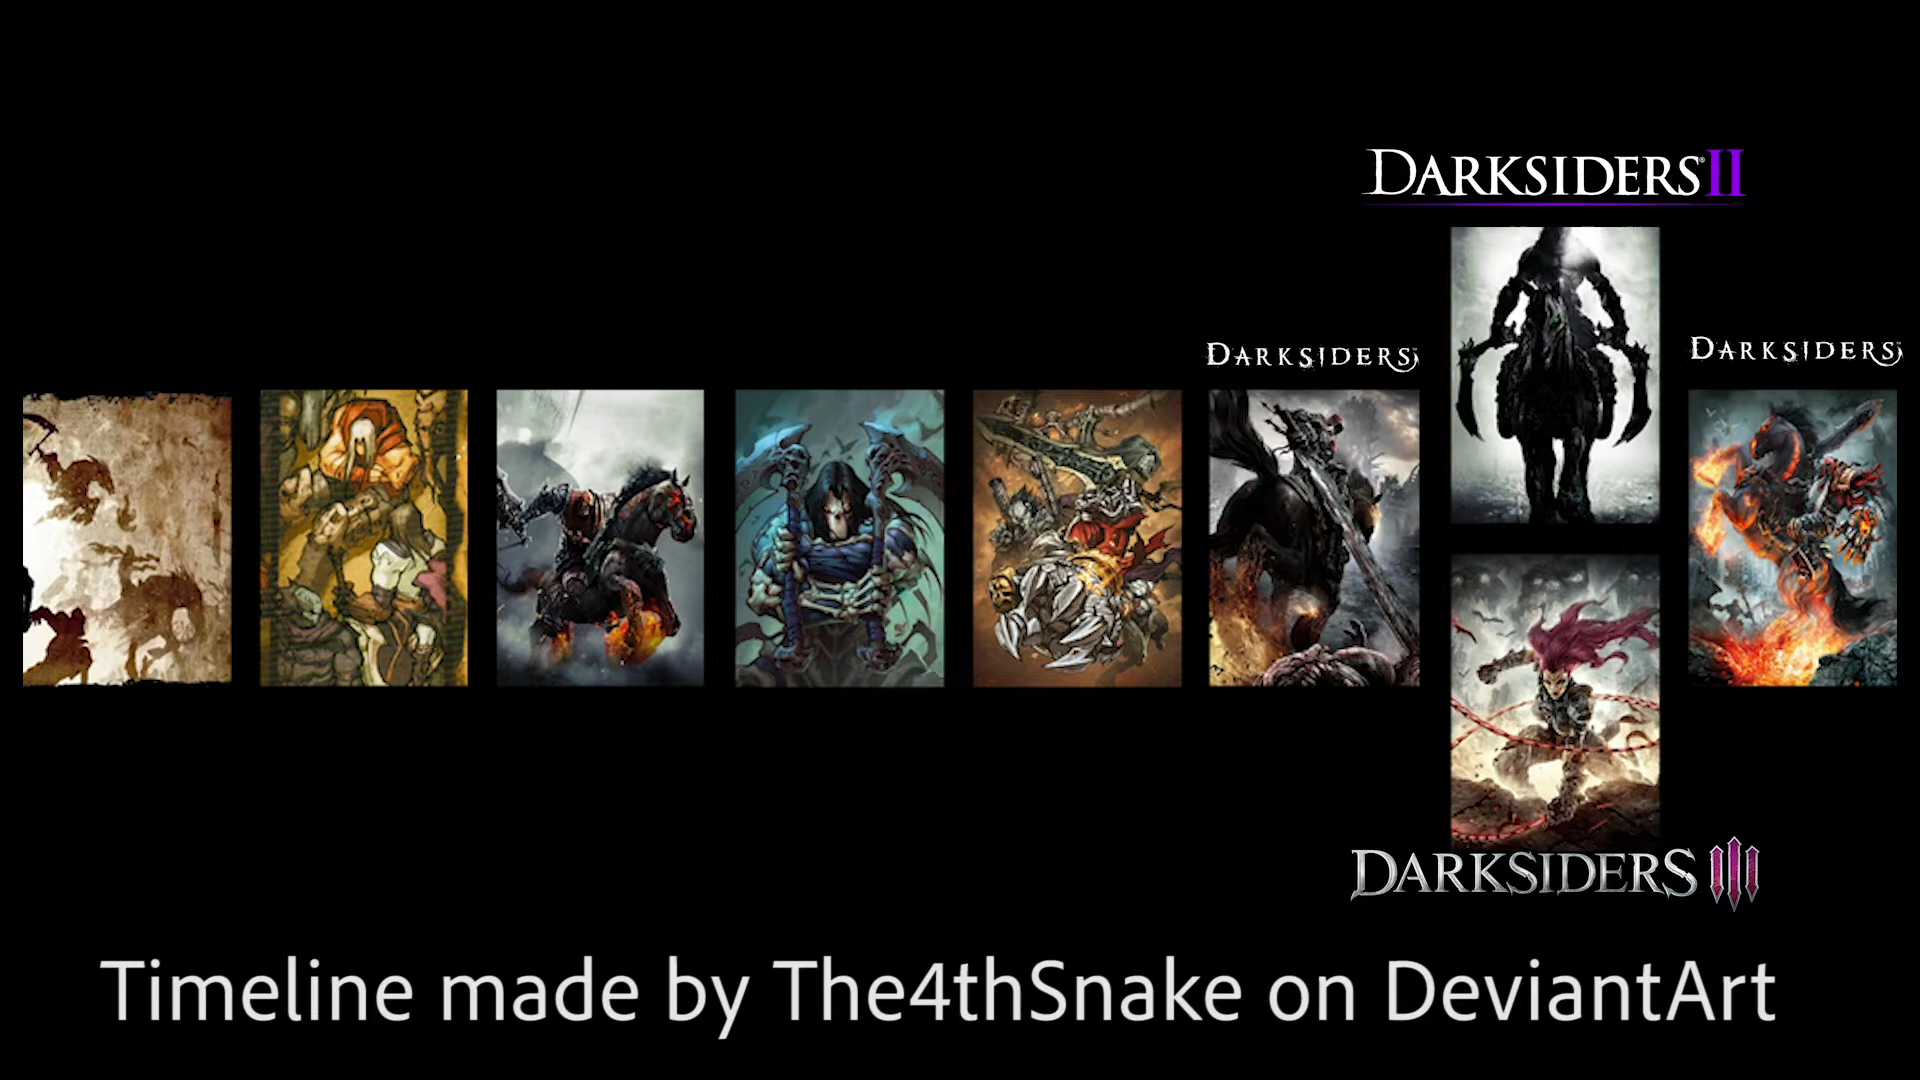 DARKSIDERS II
DARKSIDERS
DARKSIDERS
DARKSIDERS III
Timeline made by The4thSnake on DeviantArt